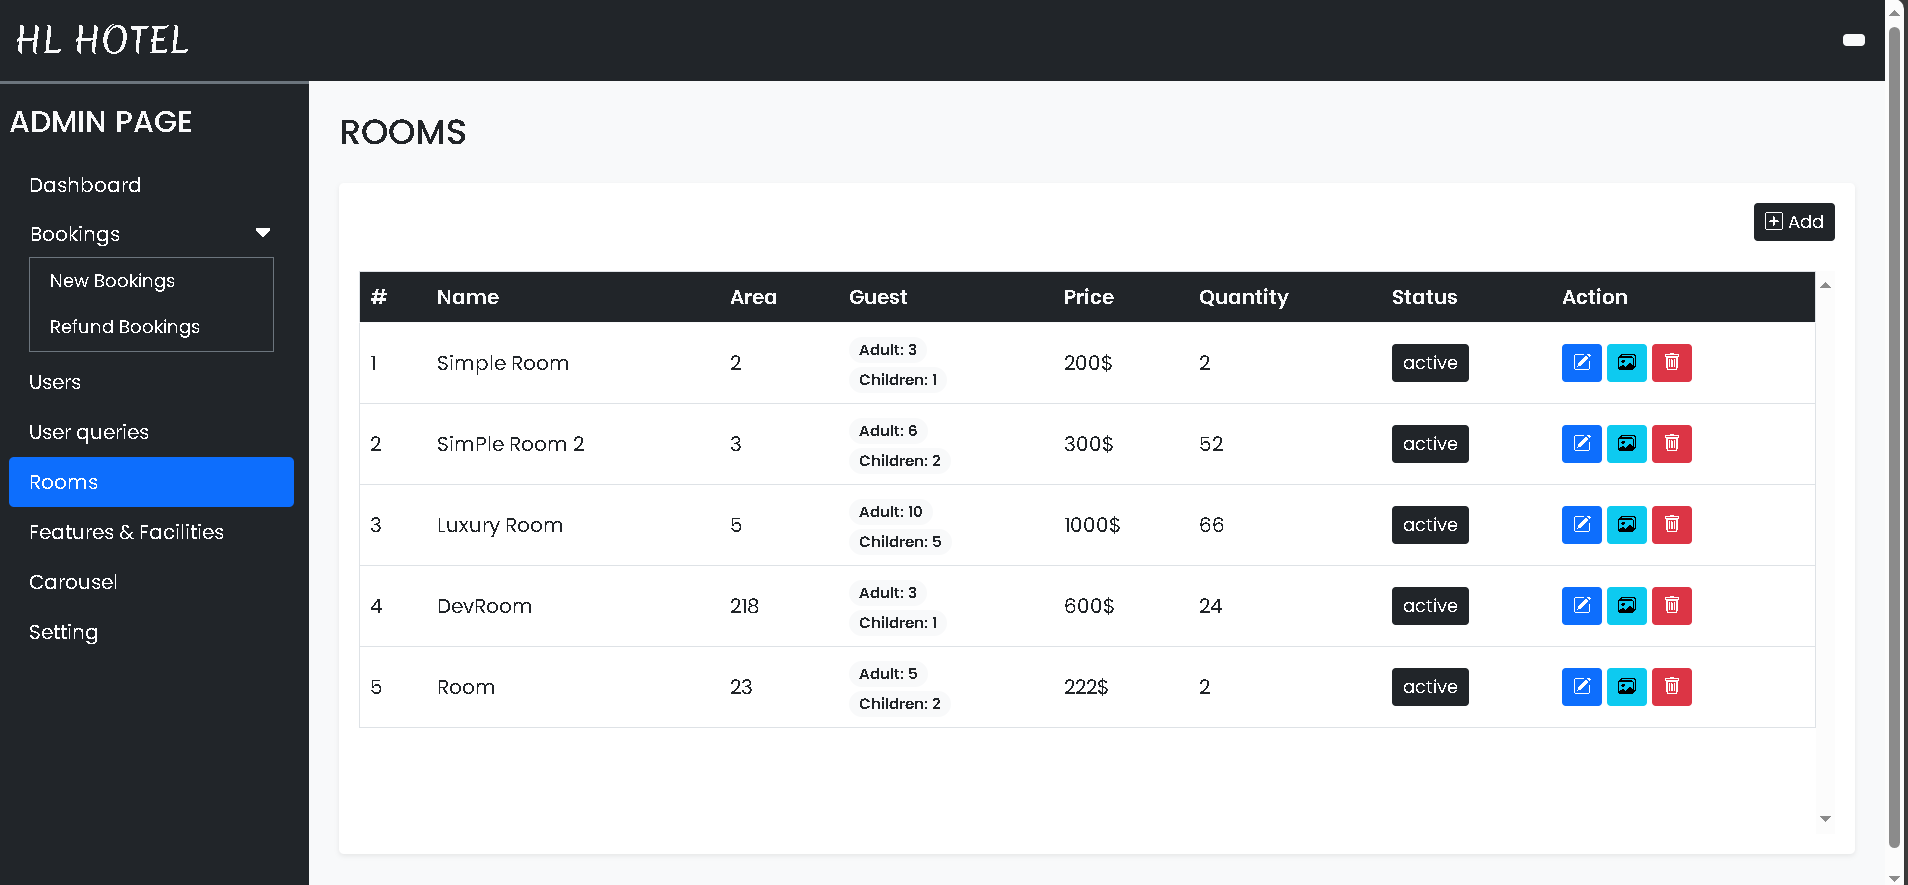 HL HOTEL
ADMIN PAGE
Dashboard
Bookings
New Bookings
Refund Bookings
Users
User queries
Rooms
Features & Facilities
Carousel
Setting
ROOMS
Add
# Name Area Guest Price Quantity Status Action
1 Simple Room 2 Adult: 3 Children: 1 200$ 2 active
2 SimPle Room 2 3 Adult: 6 Children: 2 300$ 52 active
3 Luxury Room 5 Adult: 10 Children: 5 1000$ 66 active
4 DevRoom 218 Adult: 3 Children: 1 600$ 24 active
5 Room 23 Adult: 5 Children: 2 222$ 2 active